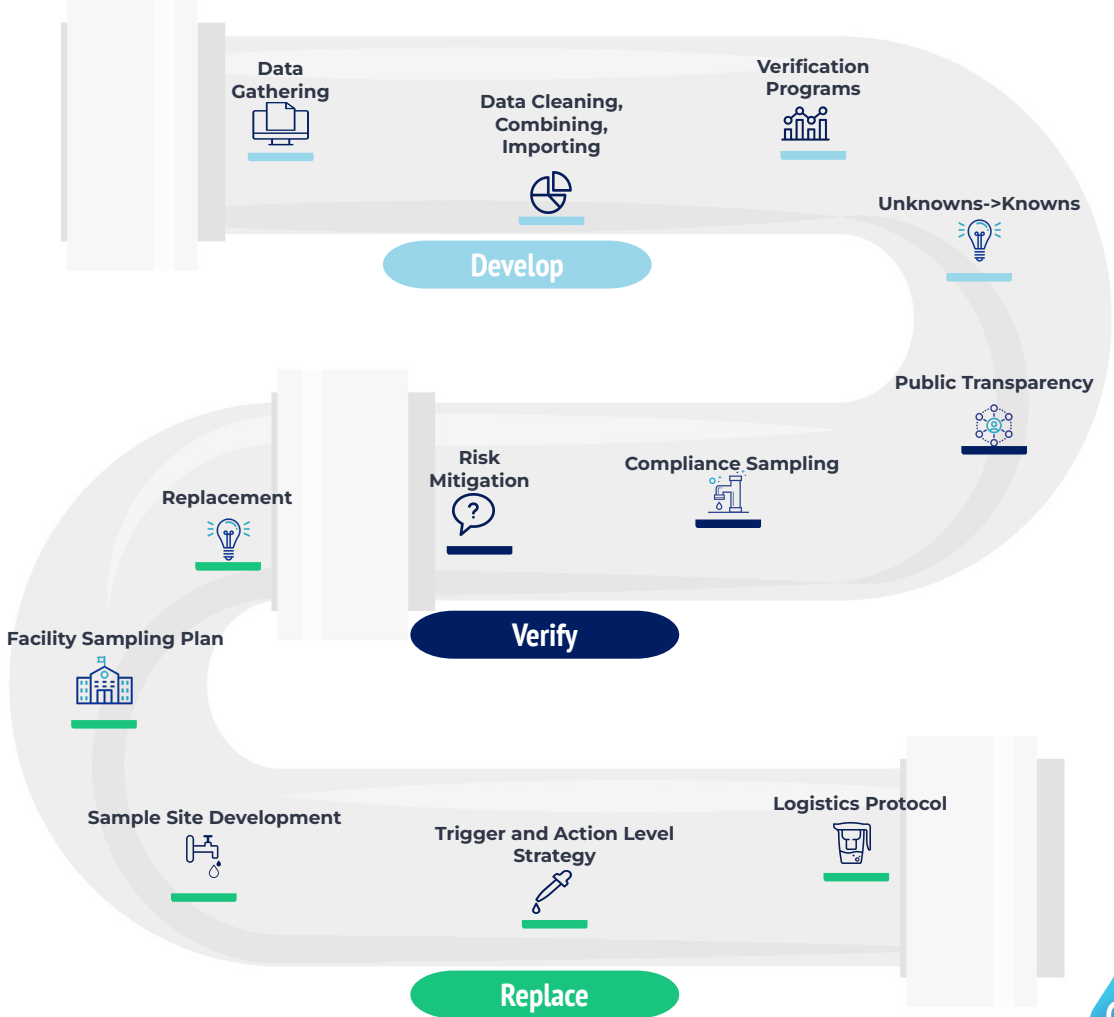 Data
Gathering
Data Cleaning,
Combining,
Importing
Verification
Programs
Unknowns->Knowns
Develop
Public Transparency
Compliance Sampling
Risk
Mitigation
Verify
Replacement
Facility Sampling Plan
Sample Site Development
Trigger and Action Level
Strategy
Logistics Protocol
Replace